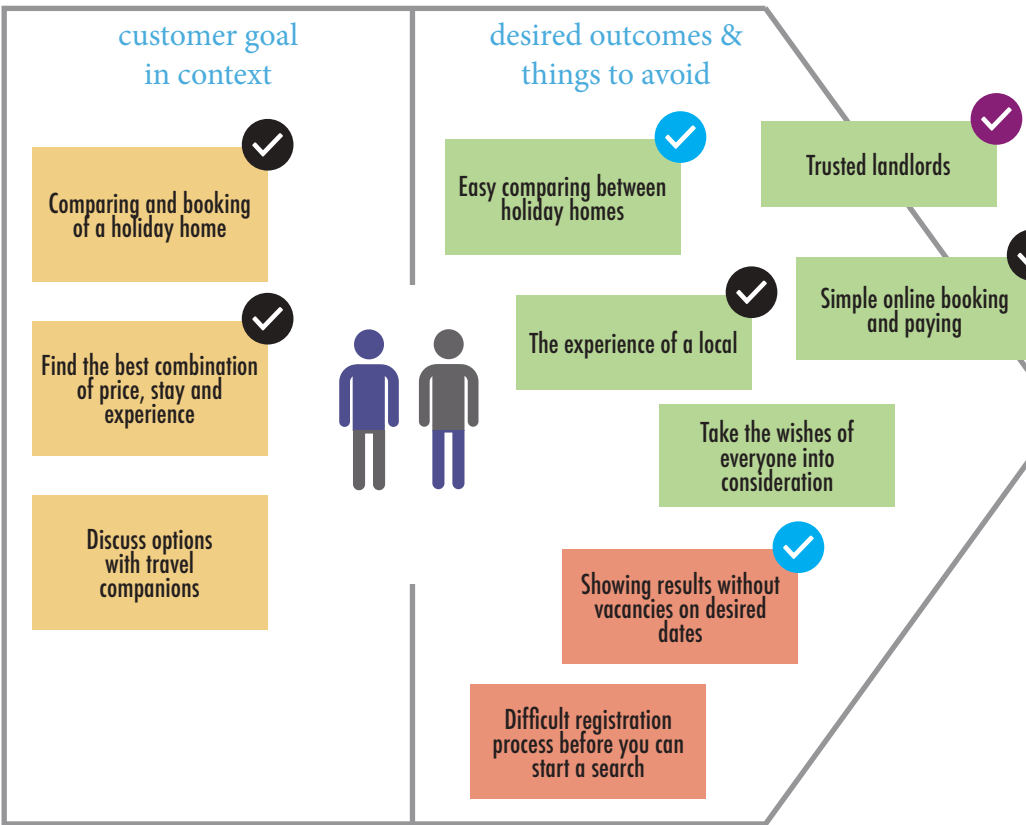 customer goal
in context
desired outcomes &
things to avoid
Comparing and booking
of a holiday home
Find the best combination
of price, stay and
experience
Discuss options
with travel
companions
Easy comparing between
holiday homes
Trusted landlords
The experience of a local
Simple online booking
and paying
Take the wishes of
everyone into
consideration
Showing results without
vacancies on desired
dates
Difficult registration
process before you can
start a search